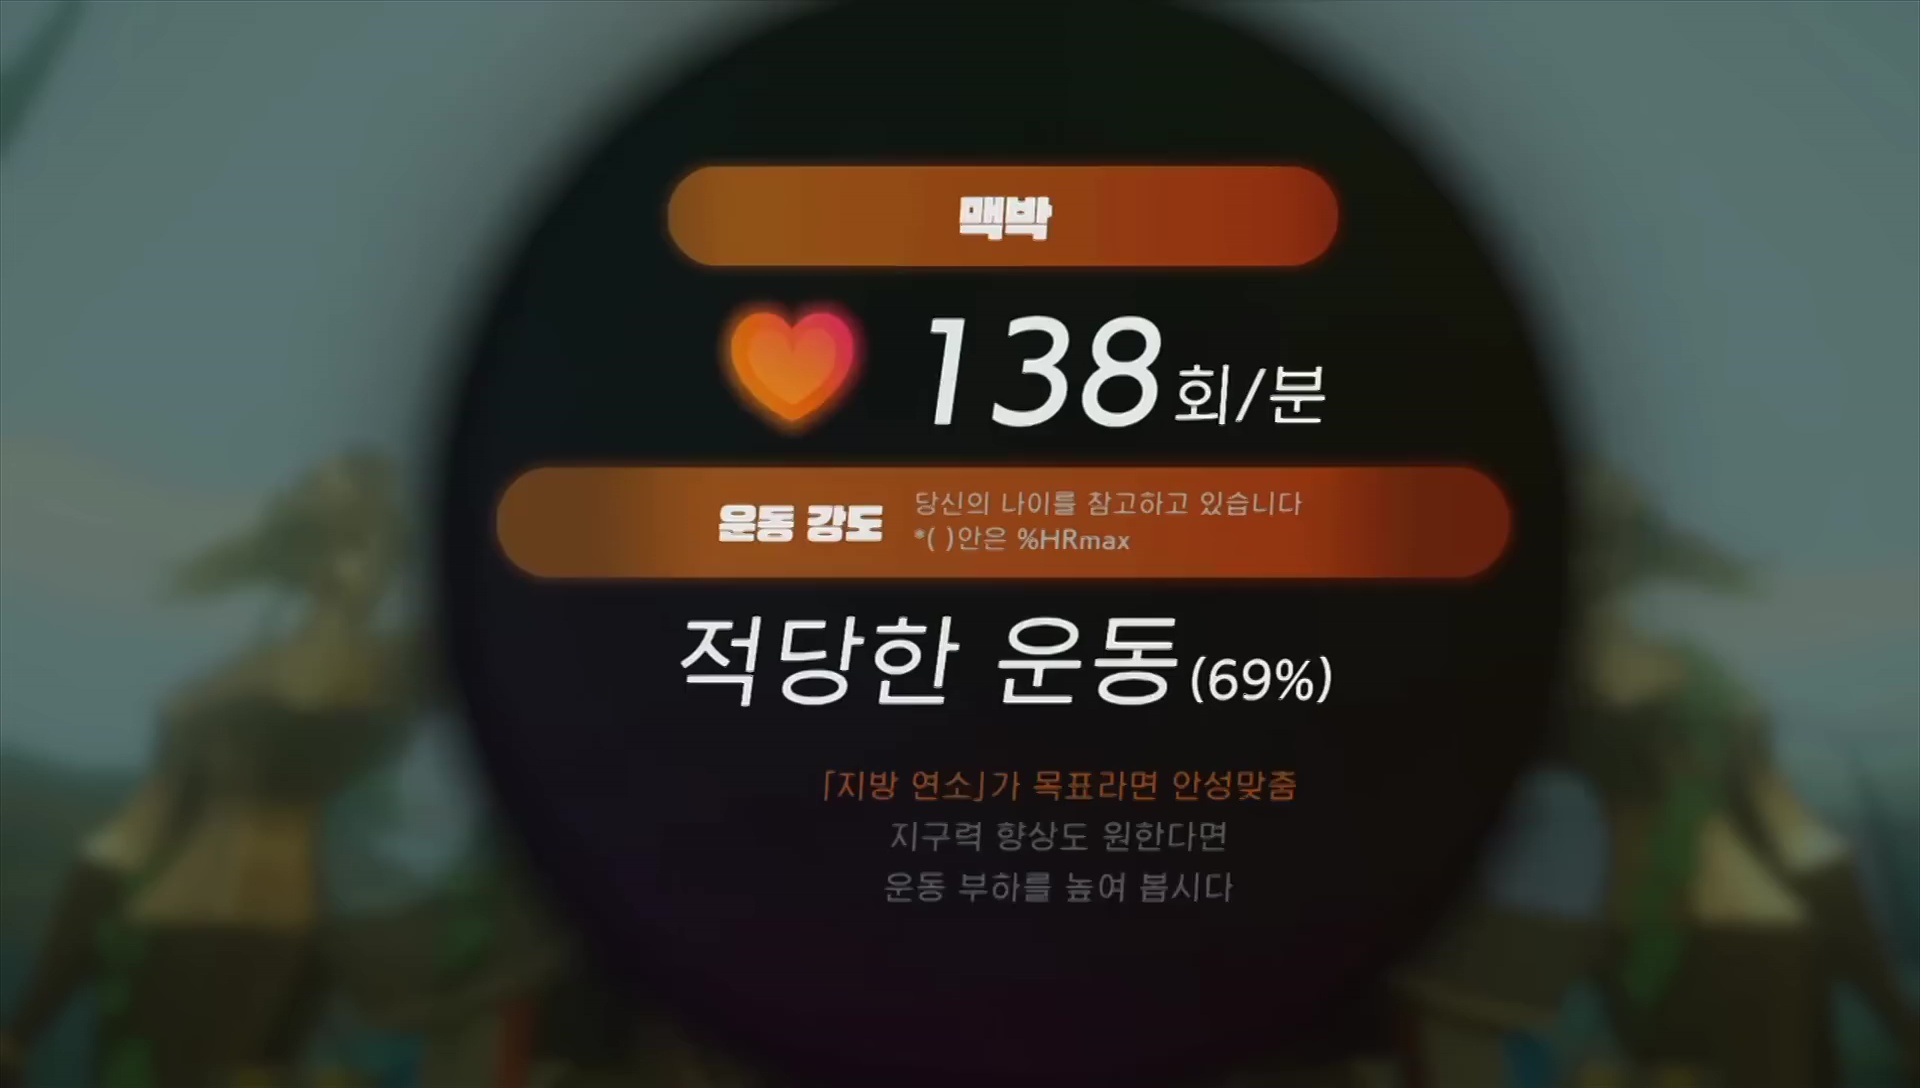 맥박
138회/분
운동 강도
당신의 나이를 참고하고 있습니다
*( )안은 %HRmax
적당한 운동(69%)
「지방 연소」가 목표라면 안성맞춤
지구력 향상도 원한다면
운동 부하를 높여 봅시다